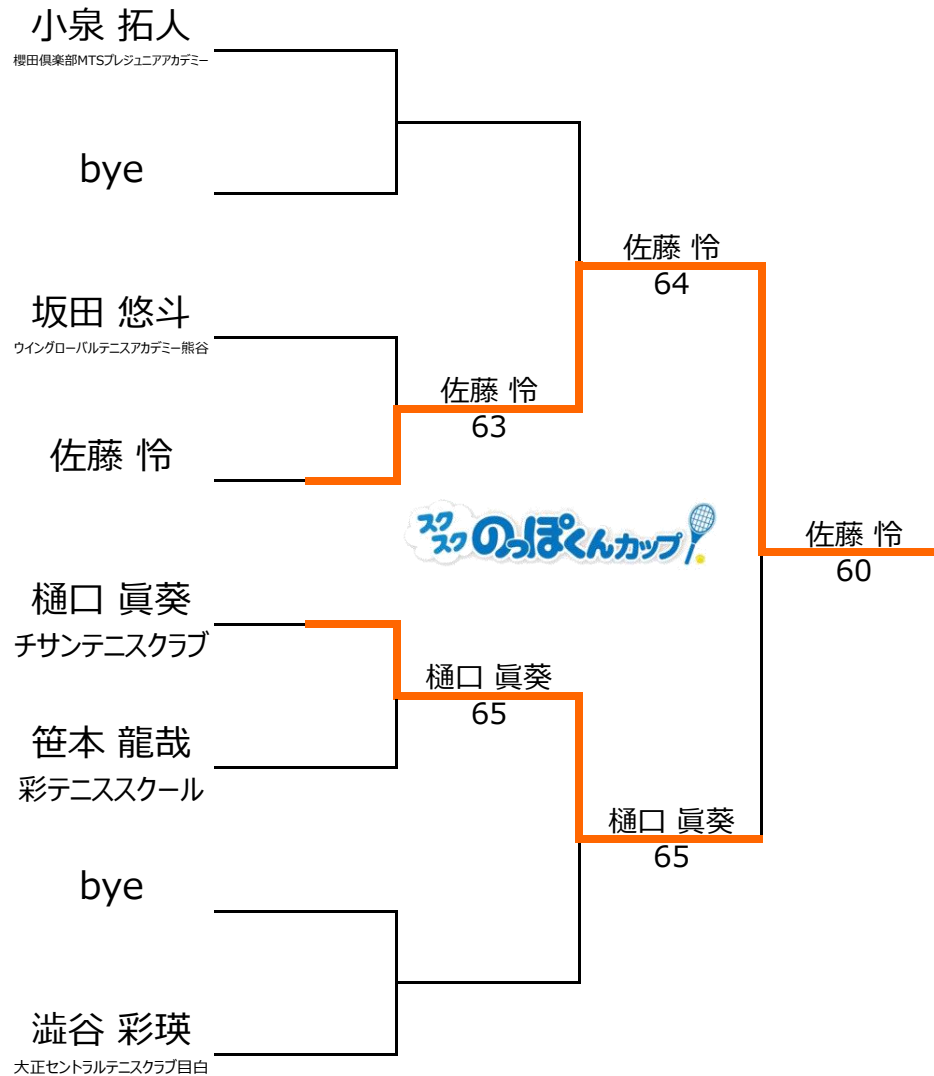 小泉 拓人
櫻田倶楽部MTSプレジュニアアカデミー
bye
坂田 悠斗
ウイングローバルテニスアカデミー熊谷
佐藤 怜
樋口 眞葵
チサンテニスクラブ
笹本 龍哉
彩テニススクール
bye
澁谷 彩瑛
大正セントラルテニスクラブ目白
佐藤 怜
63
樋口 眞葵
65
佐藤 怜
64
樋口 眞葵
65
佐藤 怜
60
スクスクのっぽくんカップ!